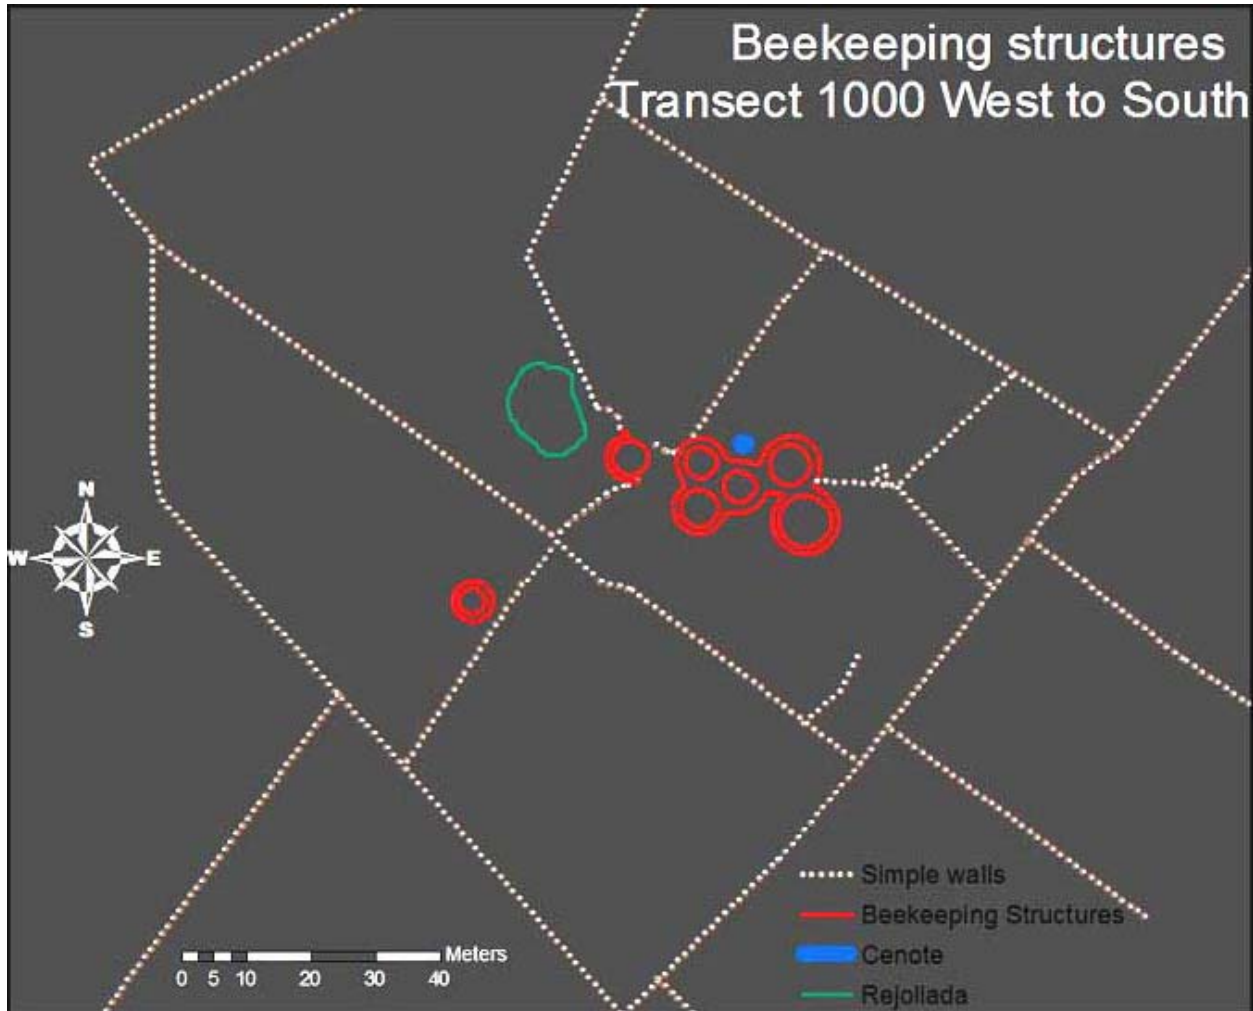 Beekeeping structures
Transect 1000 West to South
N
W E
S
Simple walls
Beekeeping Structures
Cenote
Rejollada
Meters
0 5 10 20 30 40